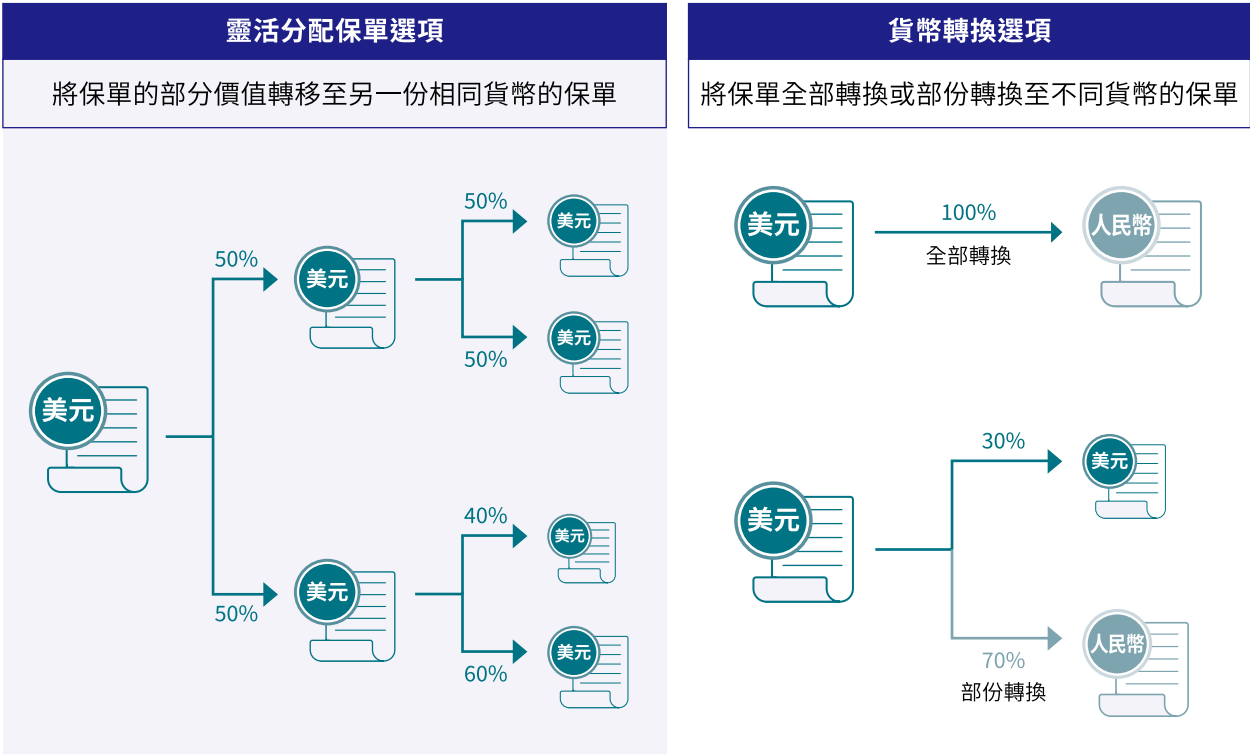 靈活分配保單選項
將保單的部分價值轉移至另一份相同貨幣的保單
50%
美元
50%
美元
美元
50%
美元
50%
美元
50%
美元
40%
美元
60%
美元
貨幣轉換選項
將保單全部轉換或部份轉換至不同貨幣的保單
美元
100%
全部轉換
人民幣
美元
30%
美元
70%
部份轉換
人民幣